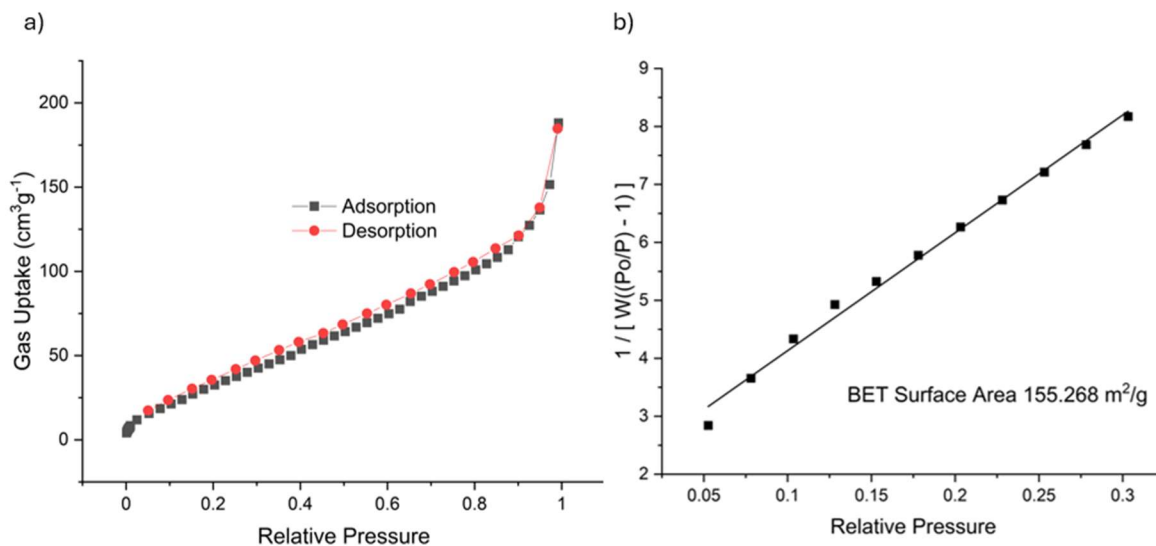 a)
Gas Uptake (cm³g⁻¹)
200
150
100
50
0
Adsorption
Desorption
0
0.2
0.4
0.6
0.8
1
Relative Pressure
b)
1 / [ W((Po/P) - 1) ]
9
8
7
6
5
4
3
2
BET Surface Area 155.268 m²/g
0.05
0.1
0.15
0.2
0.25
0.3
Relative Pressure